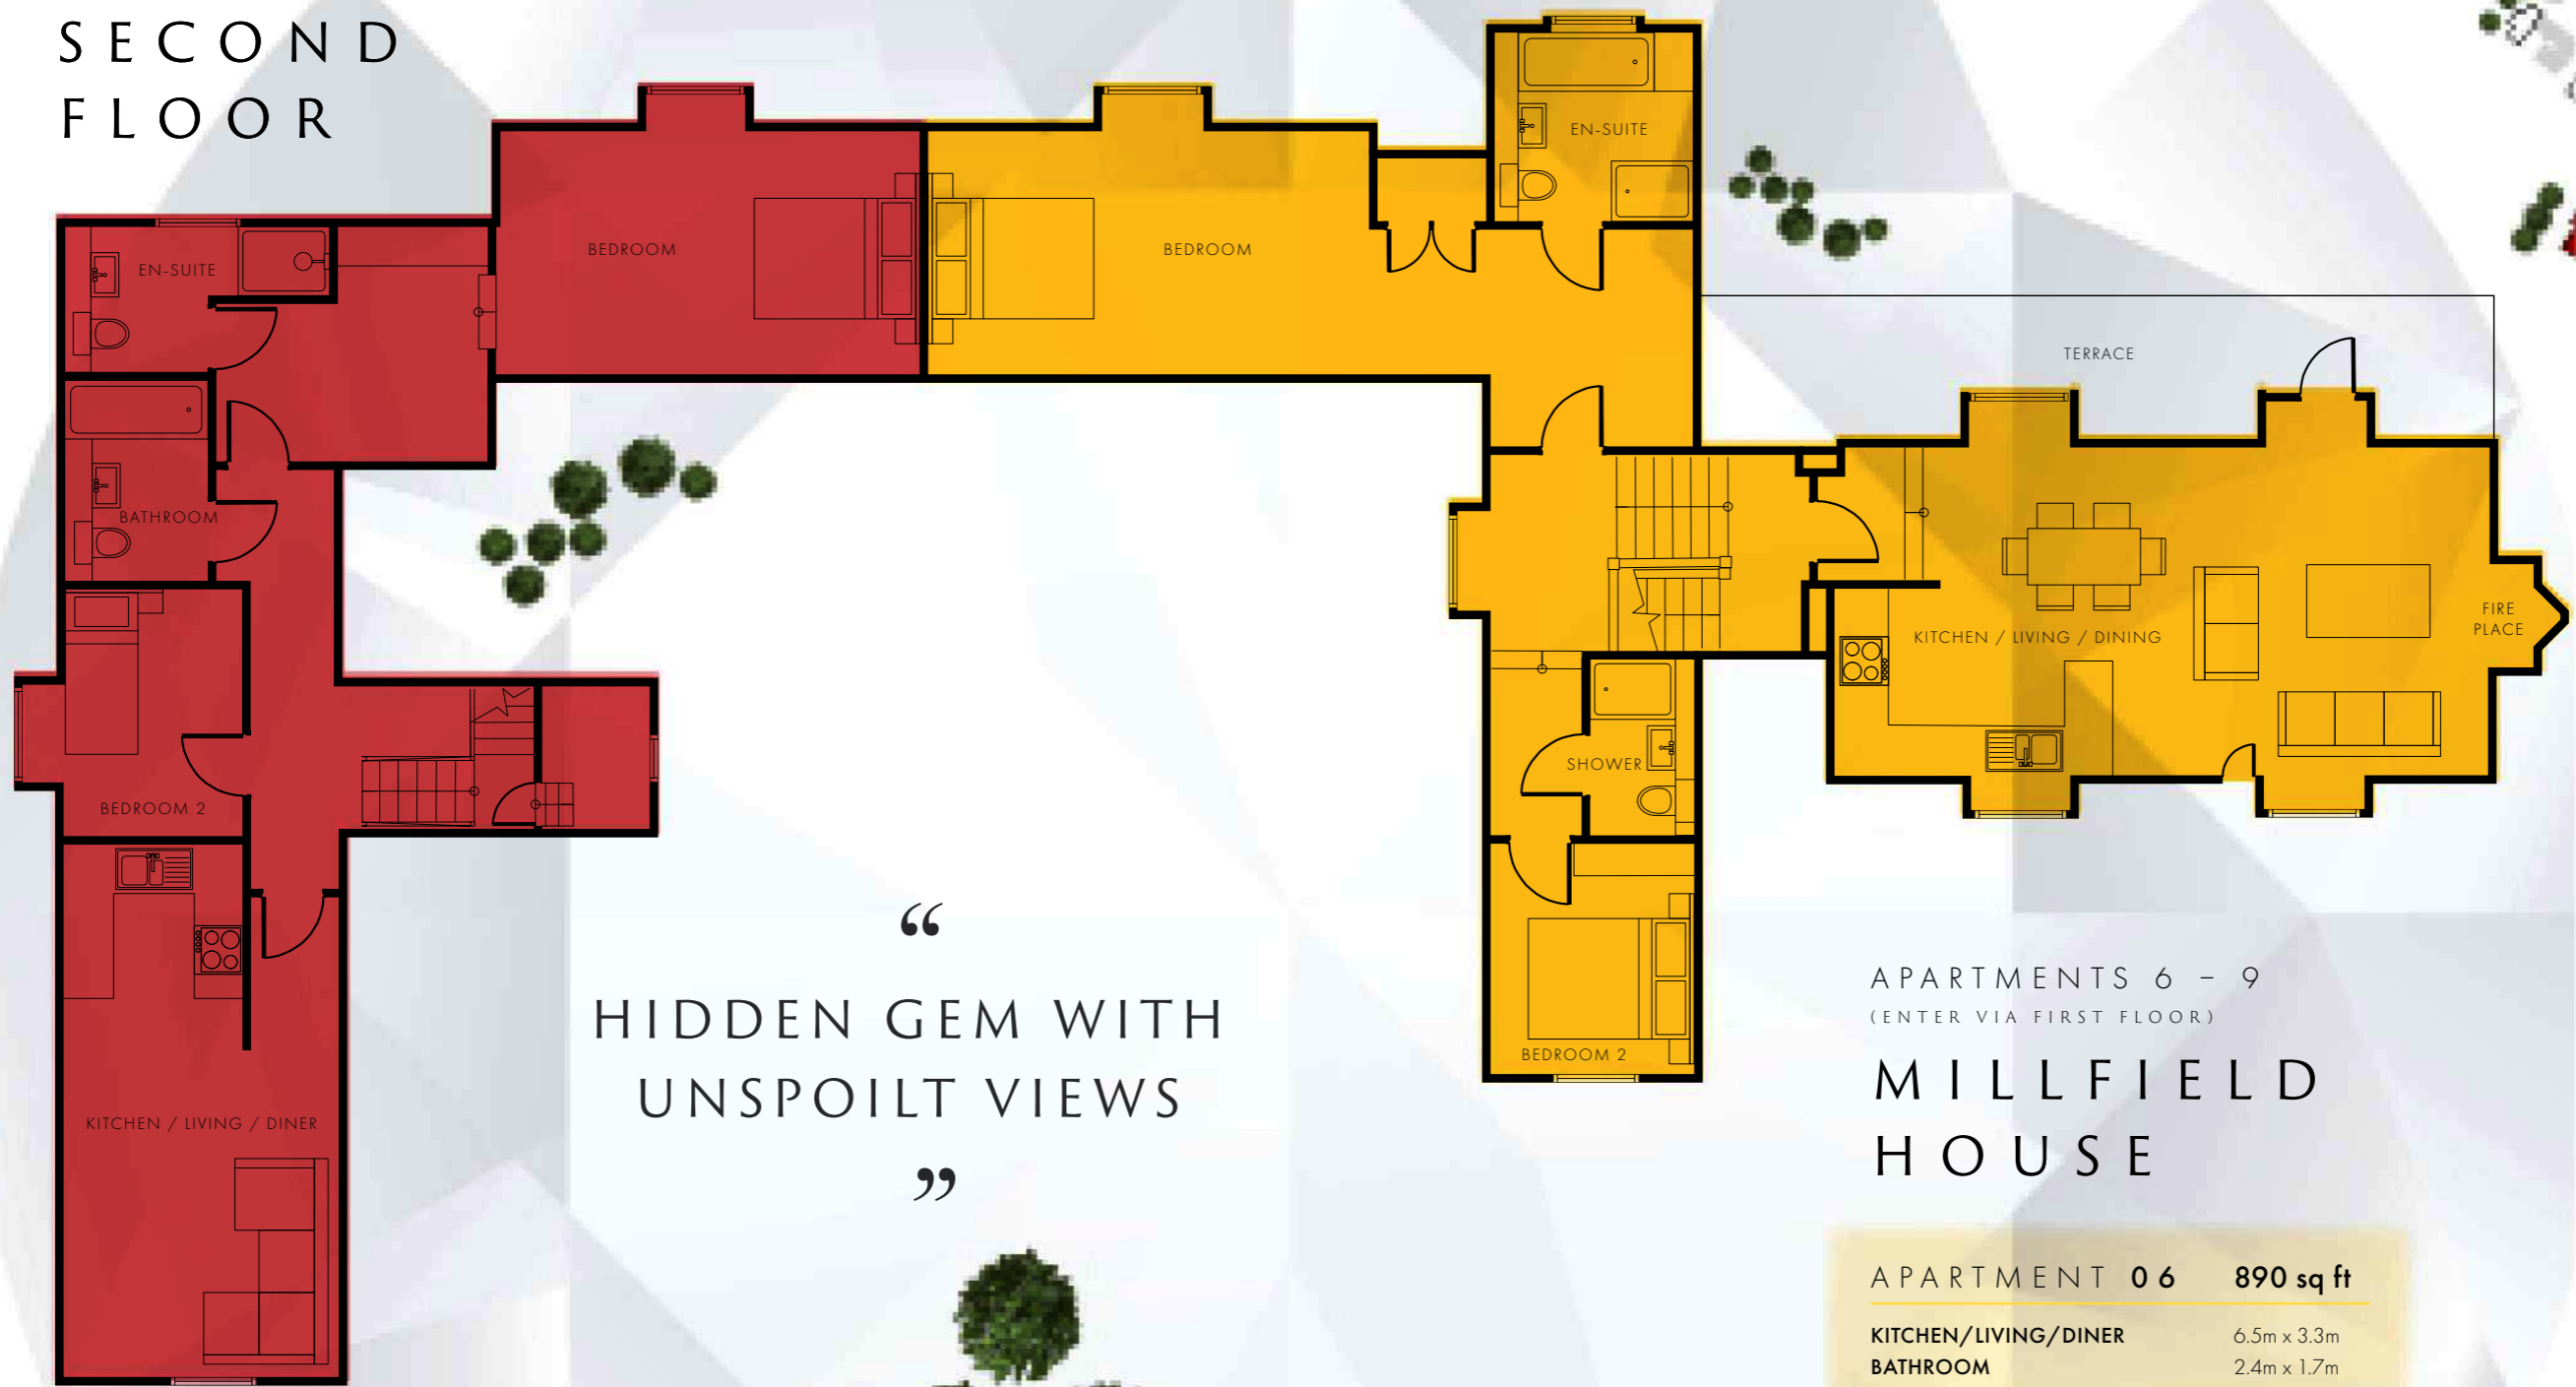 SECOND
FLOOR
EN-SUITE
BEDROOM
BEDROOM
EN-SUITE
BATHROOM
BEDROOM 2
KITCHEN / LIVING / DINER
TERRACE
KITCHEN / LIVING / DINING
FIRE
PLACE
SHOWER
BEDROOM 2
“
HIDDEN GEM WITH
UNSPOILT VIEWS
”
APARTMENTS 6 – 9
(ENTER VIA FIRST FLOOR)
MILLFIELD
HOUSE
APARTMENT 06 890 sq ft
KITCHEN/LIVING/DINER 6.5m x 3.3m
BATHROOM 2.4m x 1.7m